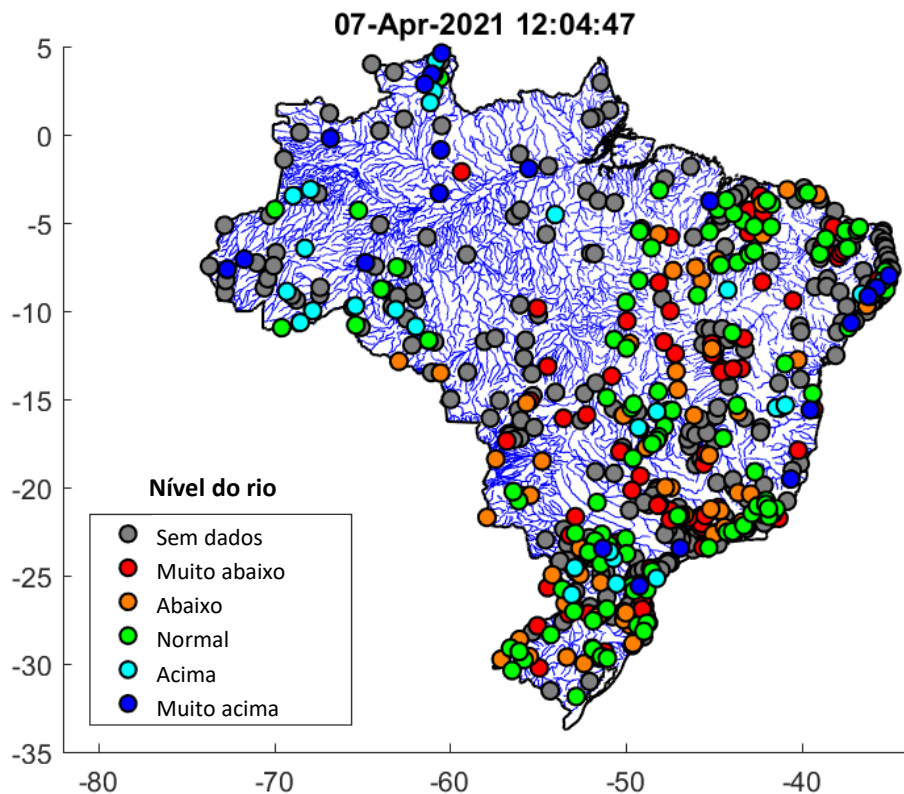 07-Apr-2021 12:04:47
5
0
-5
-10
-15
-20
-25
-30
-35
Nível do rio
Sem dados
Muito abaixo
Abaixo
Normal
Acima
Muito acima
-80
-70
-60
-50
-40